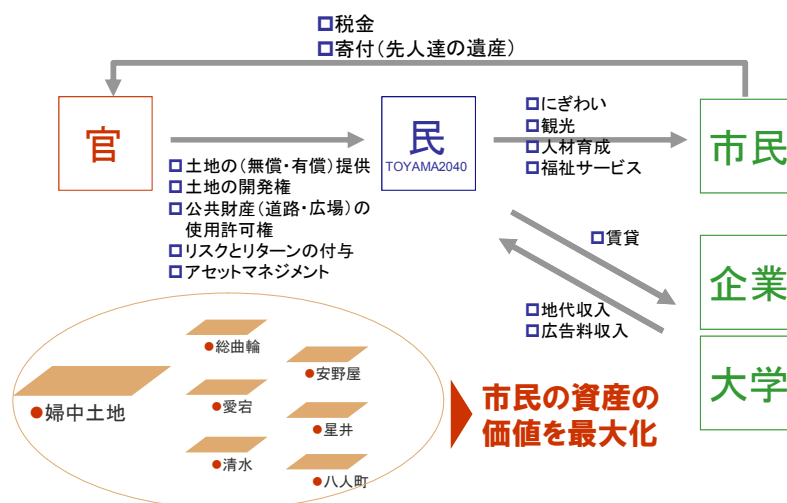 税金
寄付(先人達の遺産)
官
民
TOYAMA2040
にぎわい
観光
人材育成
福祉サービス
市民
土地の(無償・有償)提供
土地の開発権
公共財産(道路・広場)の
使用許可権
リスクとリターンの付与
アセットマネジメント
賃貸
企業
地代収入
広告料収入
大学
総曲輪
安野屋
婦中土地
愛宕
星井
清水
八人町
市民の資産の
価値を最大化